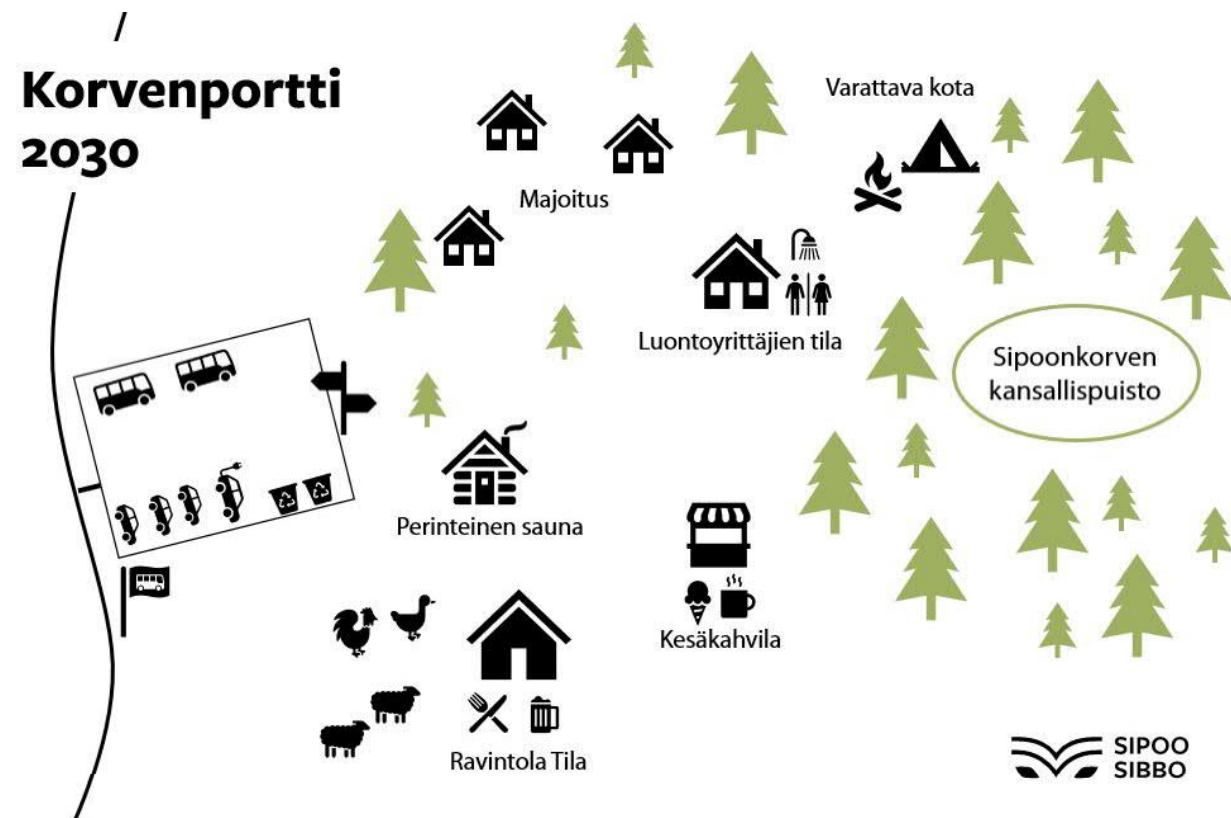 /
Korvenportti
2030
Varattava kota
Majoitus
Luontoyrittäjien tila
Sipoonkorven
kansallispuisto
Perinteinen sauna
Kesäkahvila
Ravintola Tila
SIPOO
SIBBO